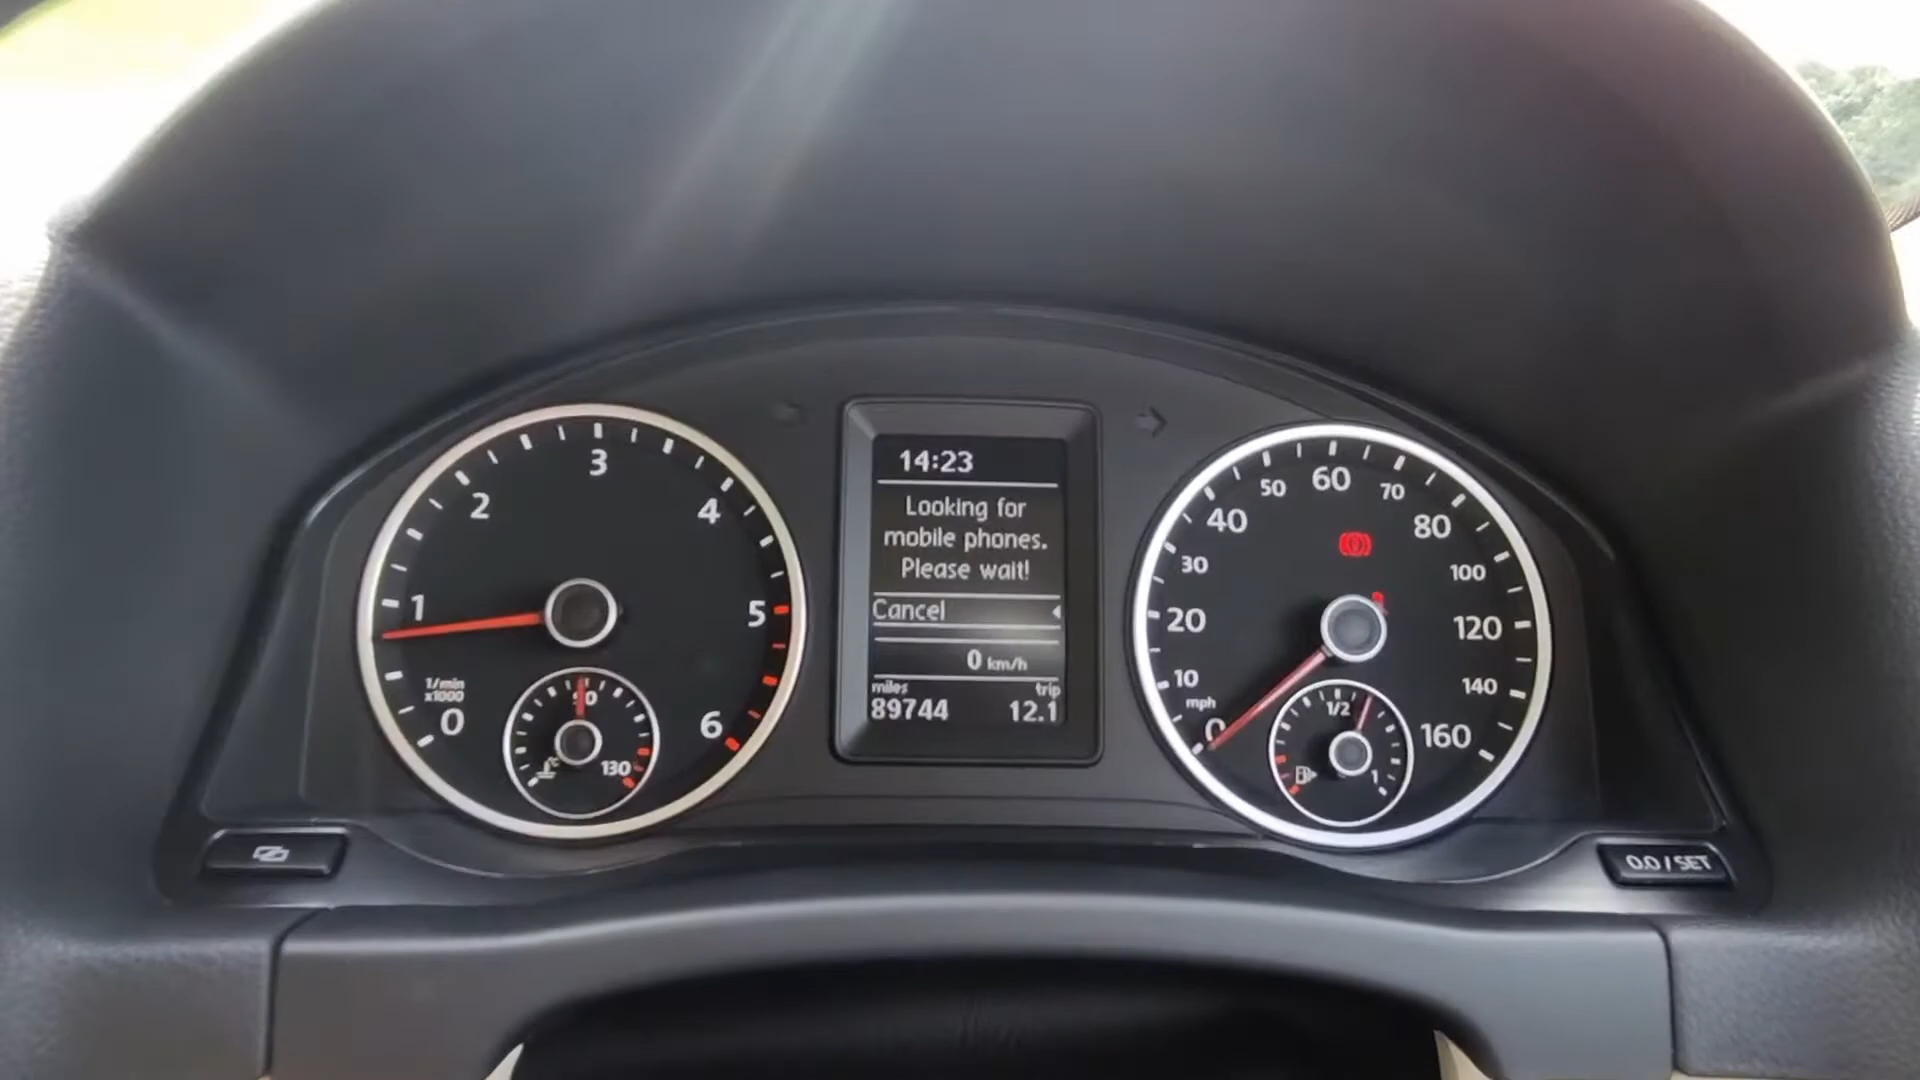 3
2
4
1
5
1/min
x1000
0
6
90
130
14:23
Looking for
mobile phones.
Please wait!
Cancel
0 km/h
miles
trip
89744 12.1
60
50
70
40
80
30
100
20
120
10
140
mph
0
160
1/2
1
0.0 / SET